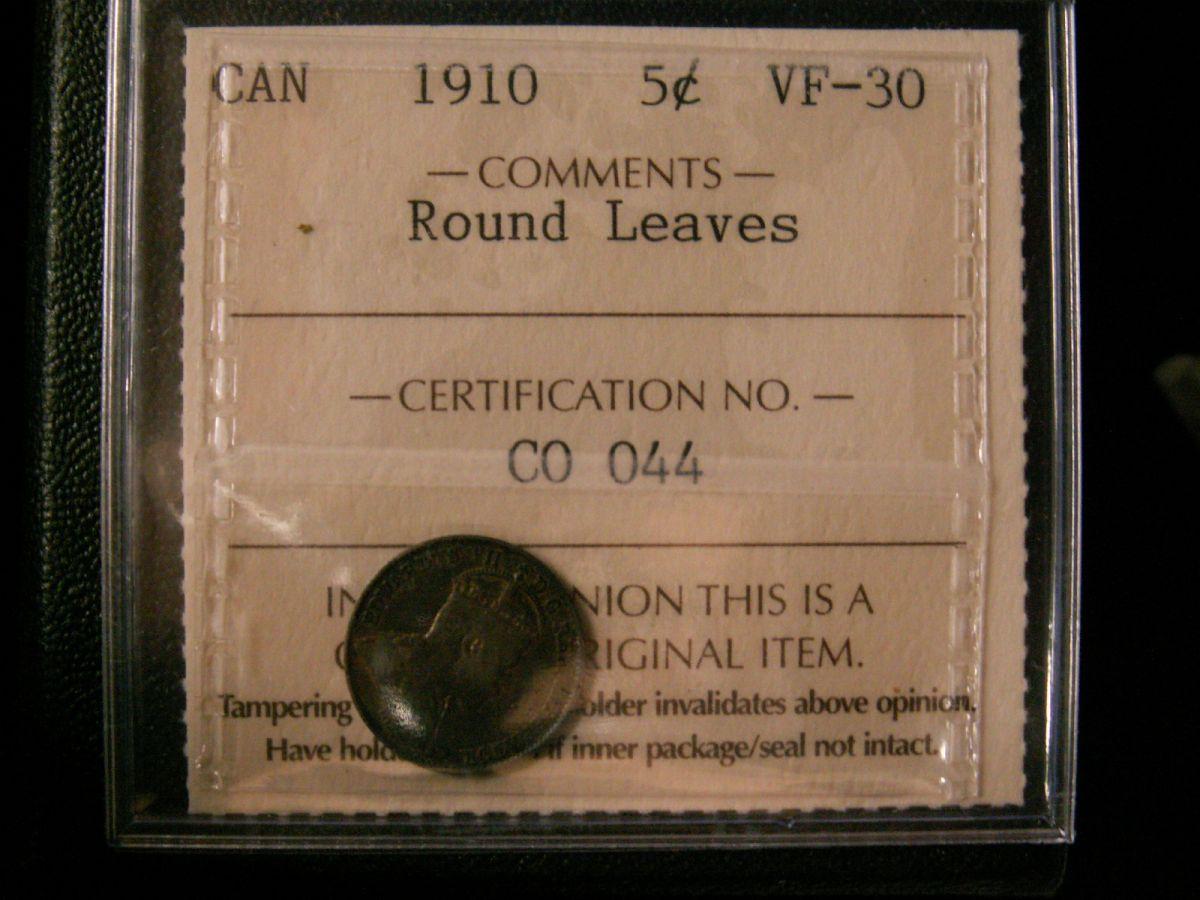 CAN 1910 5¢ VF-30
— COMMENTS —
Round Leaves
— CERTIFICATION NO. —
CO 044
IN NION THIS IS A
RIGINAL ITEM.
Tampering older invalidates above opinion.
Have hold if inner package/seal not intact.